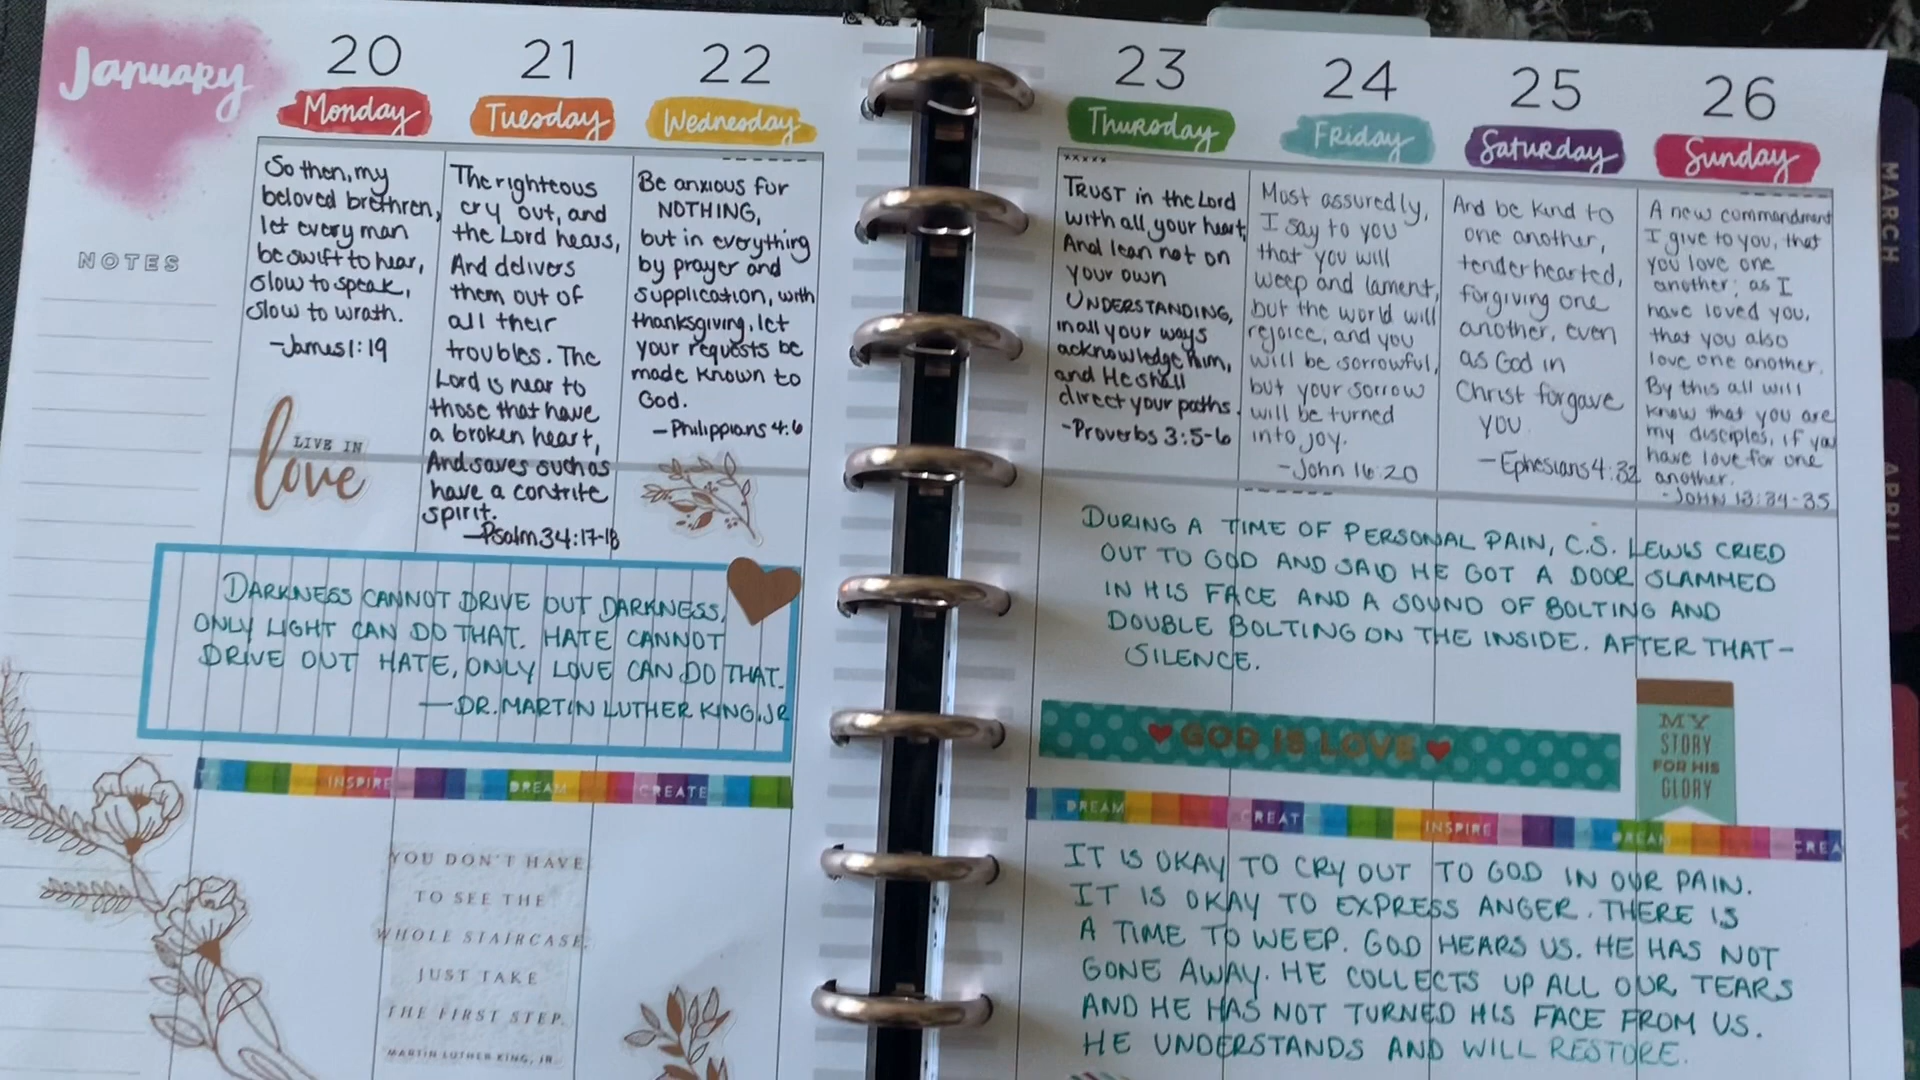 January
20
Monday
21
Tuesday
22
Wednesday
23
Thursday
24
Friday
25
Saturday
26
Sunday
NOTES
So then, my
beloved brethren,
let every man
be swift to hear,
slow to speak,
slow to wrath.
-James 1:19
LIVE IN
love
The righteous
cry out, and
the Lord hears,
And delivers
them out of
all their
troubles. The
Lord is near to
those that have
a broken heart,
And saves such as
have a contrite
spirit.
-Psalm 34:17-18
Be anxious for
NOTHING,
but in everything
by prayer and
supplication, with
thanksgiving, let
your requests be
made known to
God.
-Philippians 4:6
DARKNESS CANNOT DRIVE OUT DARKNESS,
ONLY LIGHT CAN DO THAT. HATE CANNOT
DRIVE OUT HATE, ONLY LOVE CAN DO THAT.
-DR. MARTIN LUTHER KING, JR
INSPIRE DREAM CREATE
YOU DON'T HAVE
TO SEE THE
WHOLE STAIRCASE,
JUST TAKE
THE FIRST STEP.
MARTIN LUTHER KING, JR.
xxxxx
TRUST in the Lord
with all your heart,
And lean not on
your own
UNDERSTANDING,
in all your ways
acknowledge Him,
and He shall
direct your paths.
-Proverbs 3:5-6
Most assuredly,
I say to you
that you will
weep and lament,
but the world will
rejoice, and you
will be sorrowful,
but your sorrow
will be turned
into joy.
-John 16:20
And be kind to
one another,
tenderhearted,
forgiving one
another, even
as God in
Christ forgave
you.
-Ephesians 4:32
A new commandment
I give to you, that
you love one
another; as I
have loved you,
that you also
love one another.
By this all will
know that you are
my disciples, if you
have love for one
another.
-JOHN 13:34-35
DURING A TIME OF PERSONAL PAIN, C.S. LEWIS CRIED
OUT TO GOD AND SAID HE GOT A DOOR SLAMMED
IN HIS FACE AND A SOUND OF BOLTING AND
DOUBLE BOLTING ON THE INSIDE. AFTER THAT-
SILENCE.
GOD IS LOVE
MY
STORY
FOR HIS
GLORY
DREAM CREATE INSPIRE DREAM CREA
IT IS OKAY TO CRY OUT TO GOD IN OUR PAIN.
IT IS OKAY TO EXPRESS ANGER. THERE IS
A TIME TO WEEP. GOD HEARS US. HE HAS NOT
GONE AWAY. HE COLLECTS UP ALL OUR TEARS
AND HE HAS NOT TURNED HIS FACE FROM US.
HE UNDERSTANDS AND WILL RESTORE.
MARCH
APRIL
MAY